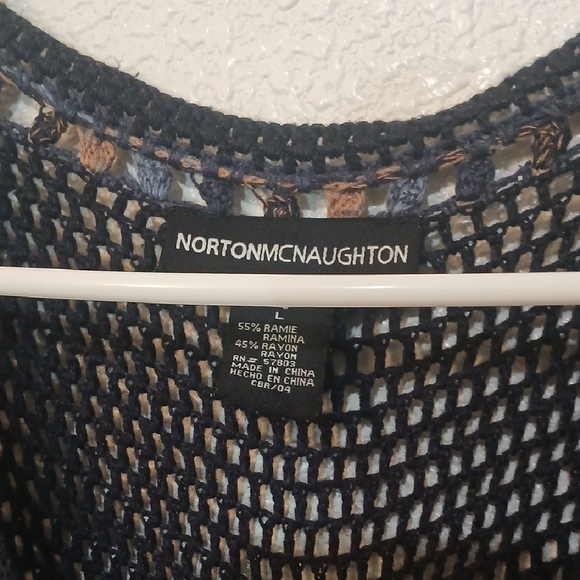 NORTONMCNAUGHTON
L
55% RAMIE
RAMINA
45% RAYON
RAYON
RN# 57803
MADE IN CHINA
HECHO EN CHINA
CBR/04